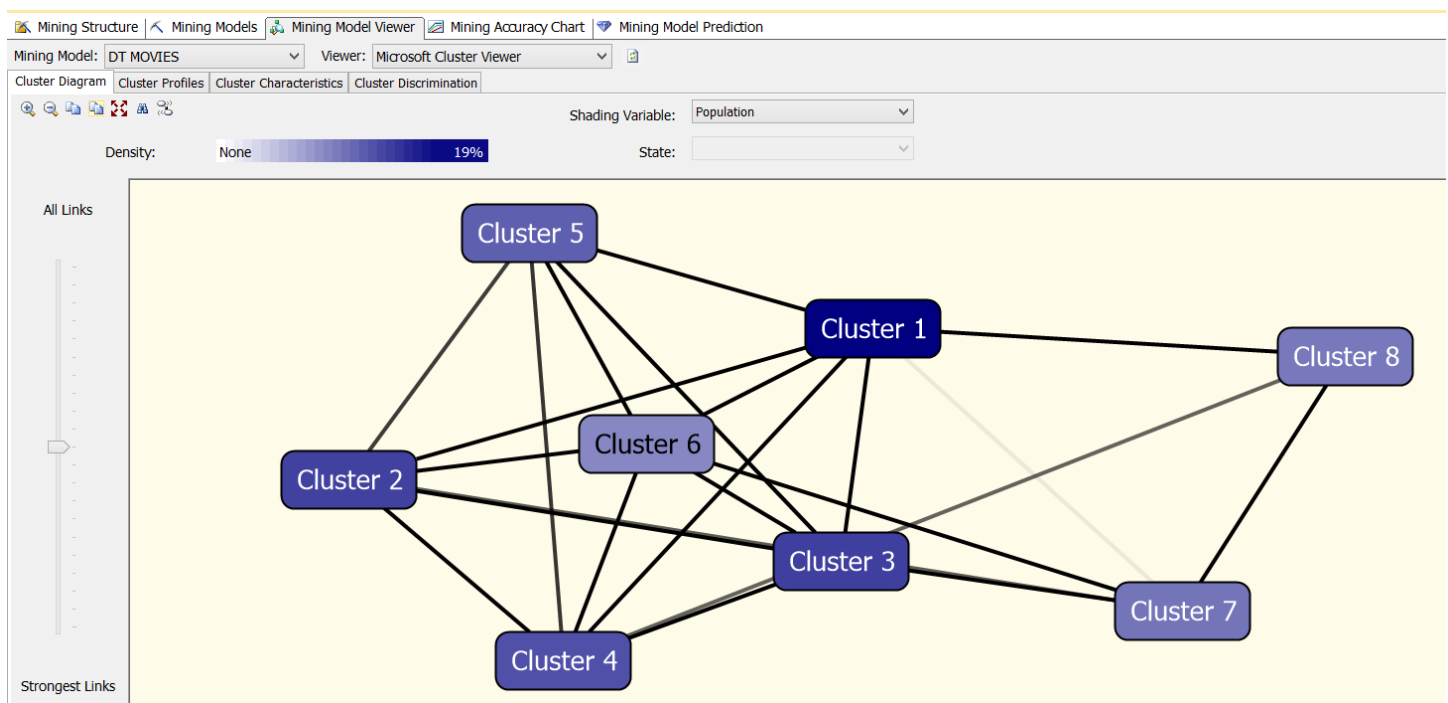 Mining Structure Mining Models Mining Model Viewer Mining Accuracy Chart Mining Model Prediction
Mining Model: DT MOVIES Viewer: Microsoft Cluster Viewer
Cluster Diagram Cluster Profiles Cluster Characteristics Cluster Discrimination
Shading Variable: Population
Density: None 19% State:
All Links
Cluster 5
Cluster 1
Cluster 8
Cluster 6
Cluster 2
Cluster 3
Cluster 7
Cluster 4
Strongest Links